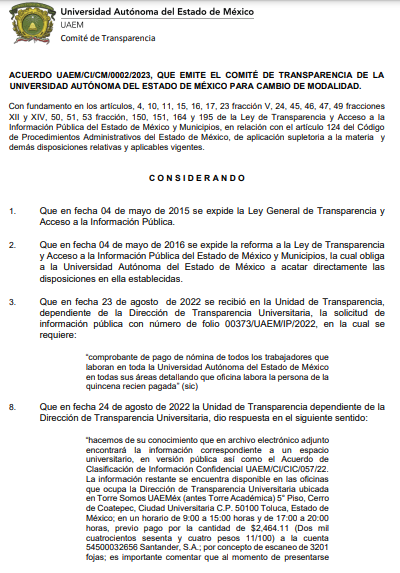 Universidad Autónoma del Estado de México
UAEM
Comité de Transparencia
ACUERDO UAEM/CI/CM/0002/2023, QUE EMITE EL COMITÉ DE TRANSPARENCIA DE LA
UNIVERSIDAD AUTÓNOMA DEL ESTADO DE MÉXICO PARA CAMBIO DE MODALIDAD.
Con fundamento en los artículos, 4, 10, 11, 15, 16, 17, 23 fracción V, 24, 45, 46, 47, 49 fracciones
XII y XIV, 50, 51, 53 fracción, 150, 151, 164 y 195 de la Ley de Transparencia y Acceso a la
Información Pública del Estado de México y Municipios, en relación con el artículo 124 del Código
de Procedimientos Administrativos del Estado de México, de aplicación supletoria a la materia y
demás disposiciones relativas y aplicables vigentes.
C O N S I D E R A N D O
1. Que en fecha 04 de mayo de 2015 se expide la Ley General de Transparencia y
Acceso a la Información Pública.
2. Que en fecha 04 de mayo de 2016 se expide la reforma a la Ley de Transparencia
y Acceso a la Información Pública del Estado de México y Municipios, la cual obliga
a la Universidad Autónoma del Estado de México a acatar directamente las
disposiciones en ella establecidas.
3. Que en fecha 23 de agosto de 2022 se recibió en la Unidad de Transparencia,
dependiente de la Dirección de Transparencia Universitaria, la solicitud de
información pública con número de folio 00373/UAEM/IP/2022, en la cual se
requiere:
“comprobante de pago de nómina de todos los trabajadores que
laboran en toda la Universidad Autónoma del Estado de México
en todas sus áreas detallando que oficina labora la persona de la
quincena recien pagada” (sic)
8. Que en fecha 24 de agosto de 2022 la Unidad de Transparencia dependiente de la
Dirección de Transparencia Universitaria, dio respuesta en el siguiente sentido:
“hacemos de su conocimiento que en archivo electrónico adjunto
encontrará la información correspondiente a un espacio
universitario, en versión pública así como el Acuerdo de
Clasificación de Información Confidencial UAEM/CI/CIC/057/22.
La información restante se encuentra disponible en las oficinas
que ocupa la Dirección de Transparencia Universitaria ubicada
en Torre Somos UAEMéx (antes Torre Académica) 5° Piso, Cerro
de Coatepec, Ciudad Universitaria C.P. 50100 Toluca, Estado de
México; en un horario de 9:00 a 15:00 horas y de 17:00 a 20:00
horas, previo pago por la cantidad de $2,464.11 (Dos mil
cuatrocientos sesenta y cuatro pesos 11/100) a la cuenta
54500032656 Santander, S.A.; por concepto de escaneo de 3201
fojas; es importante comentar que al momento de presentarse